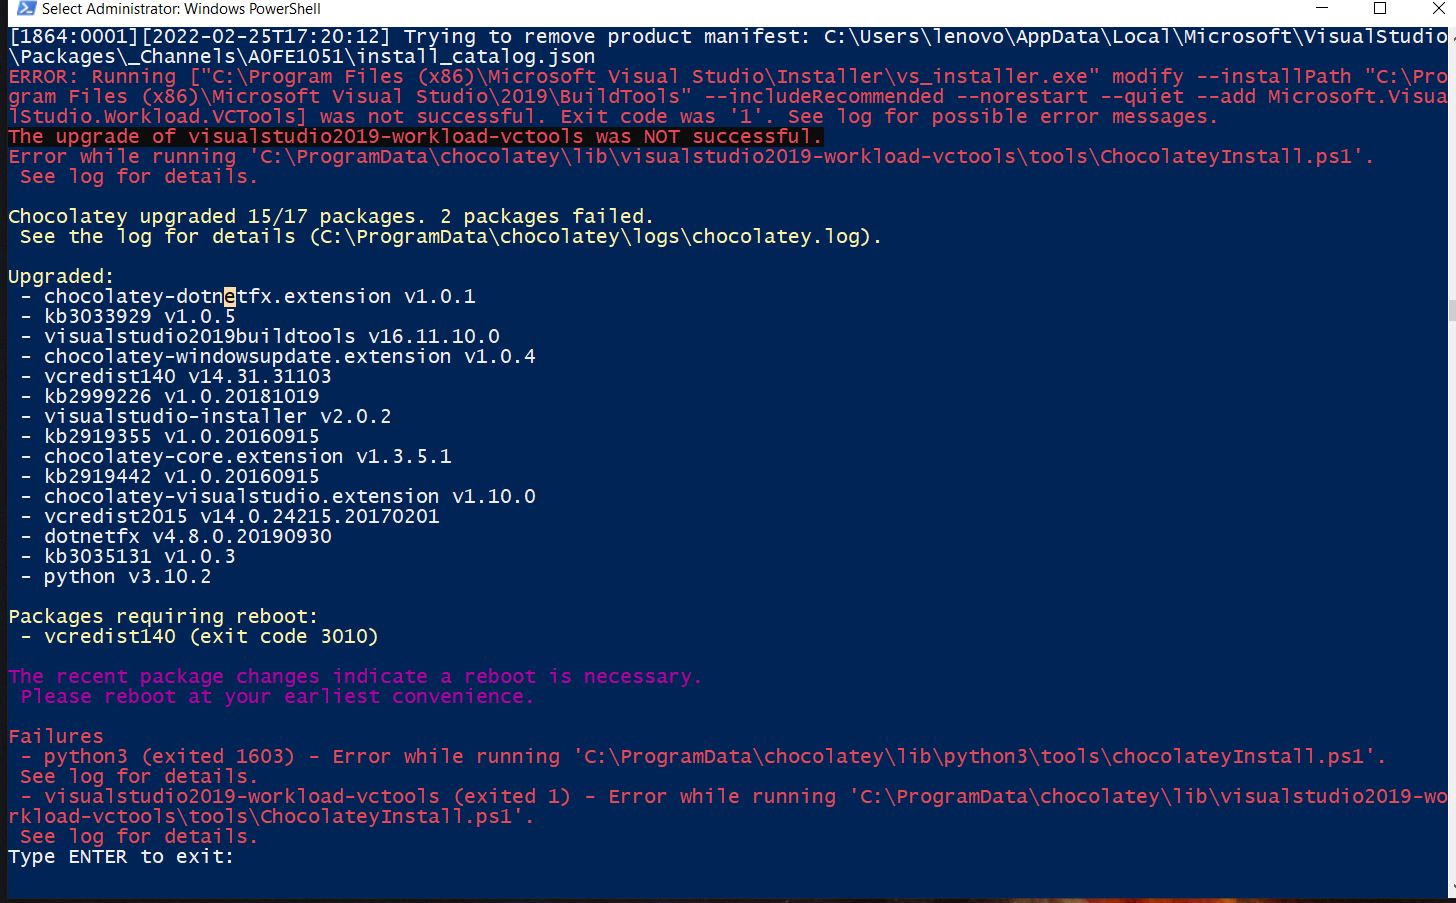 Select Administrator: Windows PowerShell
[1864:0001][2022-02-25T17:20:12] Trying to remove product manifest: C:\Users\lenovo\AppData\Local\Microsoft\VisualStudio
\Packages\_Channels\AOFE1051\install_catalog.json
ERROR: Running ["C:\Program Files (x86)\Microsoft Visual Studio\Installer\vs_installer.exe" modify --installPath "C:\Pro
gram Files (x86)\Microsoft Visual Studio\2019\BuildTools" --includeRecommended --norestart --quiet --add Microsoft.Visua
lStudio.Workload.VCTools] was not successful. Exit code was '1'. See log for possible error messages.
The upgrade of visualstudio2019-workload-vctools was NOT successful.
Error while running 'C:\ProgramData\chocolatey\lib\visualstudio2019-workload-vctools\tools\ChocolateyInstall.ps1'.
See log for details.
Chocolatey upgraded 15/17 packages. 2 packages failed.
See the log for details (C:\ProgramData\chocolatey\logs\chocolatey.log).
Upgraded:
- chocolatey-dotnetfx.extension v1.0.1
- kb3033929 v1.0.5
- visualstudio2019buildtools v16.11.10.0
- chocolatey-windowsupdate.extension v1.0.4
- vcredist140 v14.31.31103
- kb2999226 v1.0.20181019
- visualstudio-installer v2.0.2
- kb2919355 v1.0.20160915
- chocolatey-core.extension v1.3.5.1
- kb2919442 v1.0.20160915
- chocolatey-visualstudio.extension v1.10.0
- vcredist2015 v14.0.24215.20170201
- dotnetfx v4.8.0.20190930
- kb3035131 v1.0.3
- python v3.10.2
Packages requiring reboot:
- vcredist140 (exit code 3010)
The recent package changes indicate a reboot is necessary.
Please reboot at your earliest convenience.
Failures
- python3 (exited 1603) - Error while running 'C:\ProgramData\chocolatey\lib\python3\tools\chocolateyInstall.ps1'.
See log for details.
- visualstudio2019-workload-vctools (exited 1) - Error while running 'C:\ProgramData\chocolatey\lib\visualstudio2019-wo
rkload-vctools\tools\ChocolateyInstall.ps1'.
See log for details.
Type ENTER to exit: